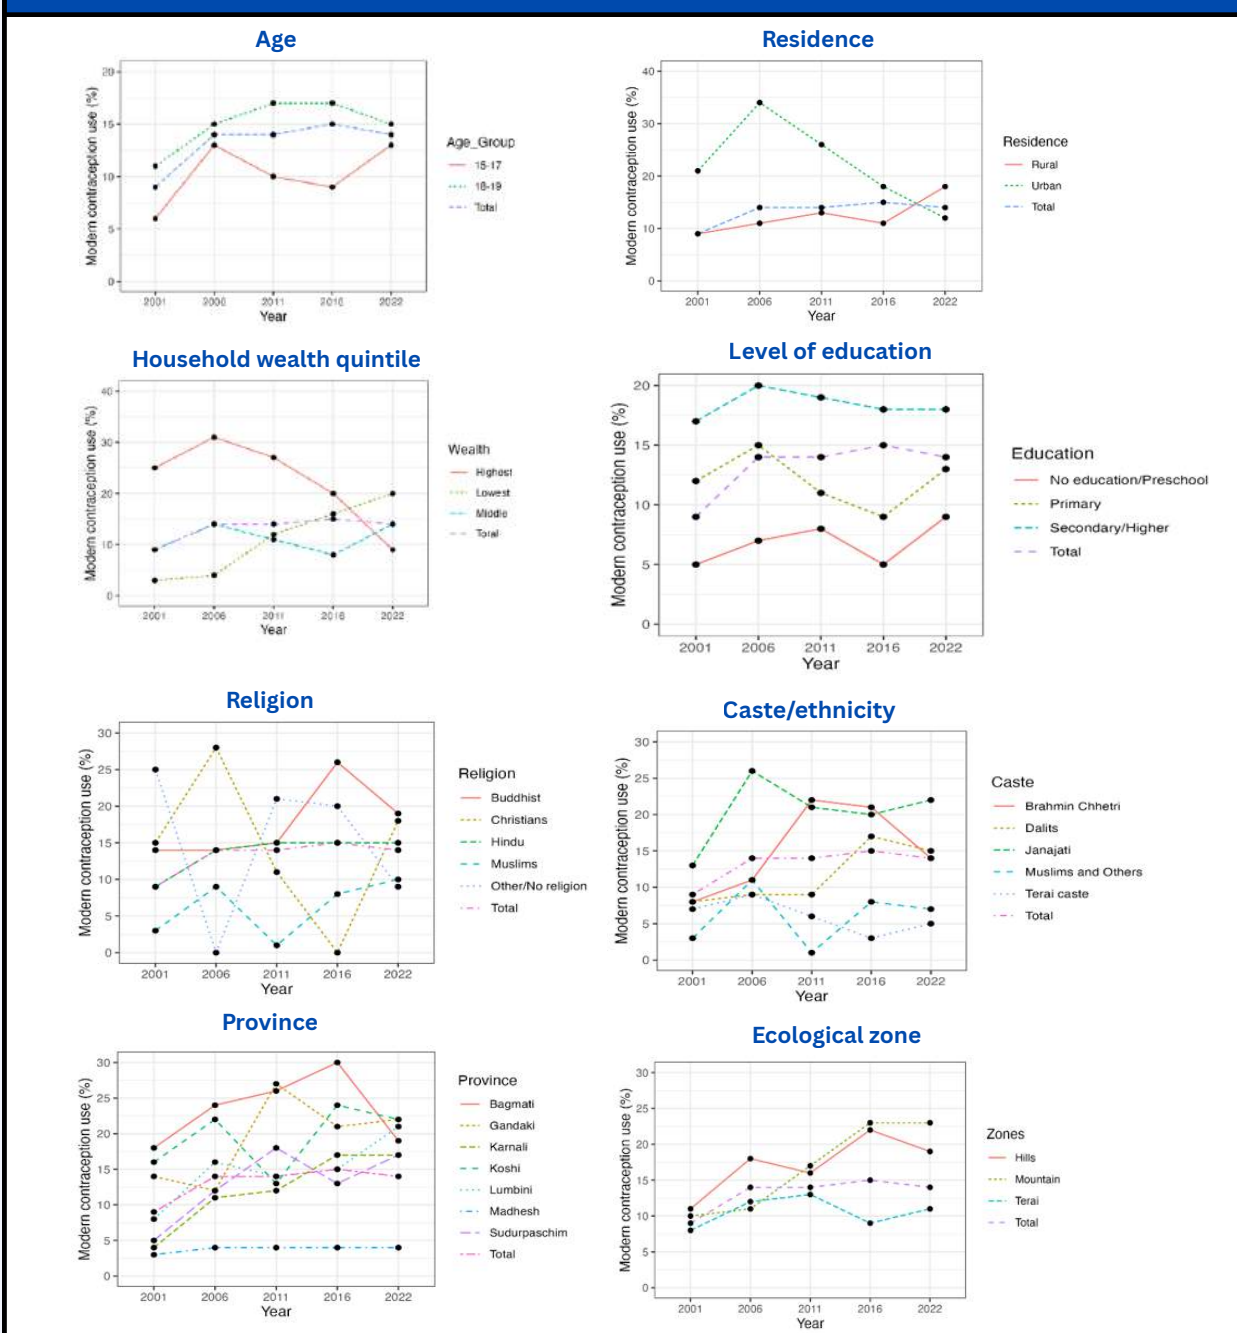 Age
Modern contraception use (%)
20
15
10
5
0
2001 2006 2011 2016 2022
Year
Age_Group
15-17
18-19
Total
Residence
Modern contraception use (%)
40
30
20
10
0
2001 2006 2011 2016 2022
Year
Residence
Rural
Urban
Total
Household wealth quintile
Modern contraception use (%)
40
30
20
10
0
2001 2006 2011 2016 2022
Year
Wealth
Highest
Lowest
Middle
Total
Level of education
Modern contraception use (%)
20
15
10
5
0
2001 2006 2011 2016 2022
Year
Education
No education/Preschool
Primary
Secondary/Higher
Total
Religion
Modern contraception use (%)
30
25
20
15
10
5
0
2001 2006 2011 2016 2022
Year
Religion
Buddhist
Christians
Hindu
Muslims
Other/No religion
Total
Caste/ethnicity
Modern contraception use (%)
30
25
20
15
10
5
0
2001 2006 2011 2016 2022
Year
Caste
Brahmin Chhetri
Dalits
Janajati
Muslims and Others
Terai caste
Total
Province
Modern contraception use (%)
30
25
20
15
10
5
0
2001 2006 2011 2016 2022
Year
Province
Bagmati
Gandaki
Karnali
Koshi
Lumbini
Madhesh
Sudurpaschim
Total
Ecological zone
Modern contraception use (%)
30
25
20
15
10
5
0
2001 2006 2011 2016 2022
Year
Zones
Hills
Mountain
Terai
Total